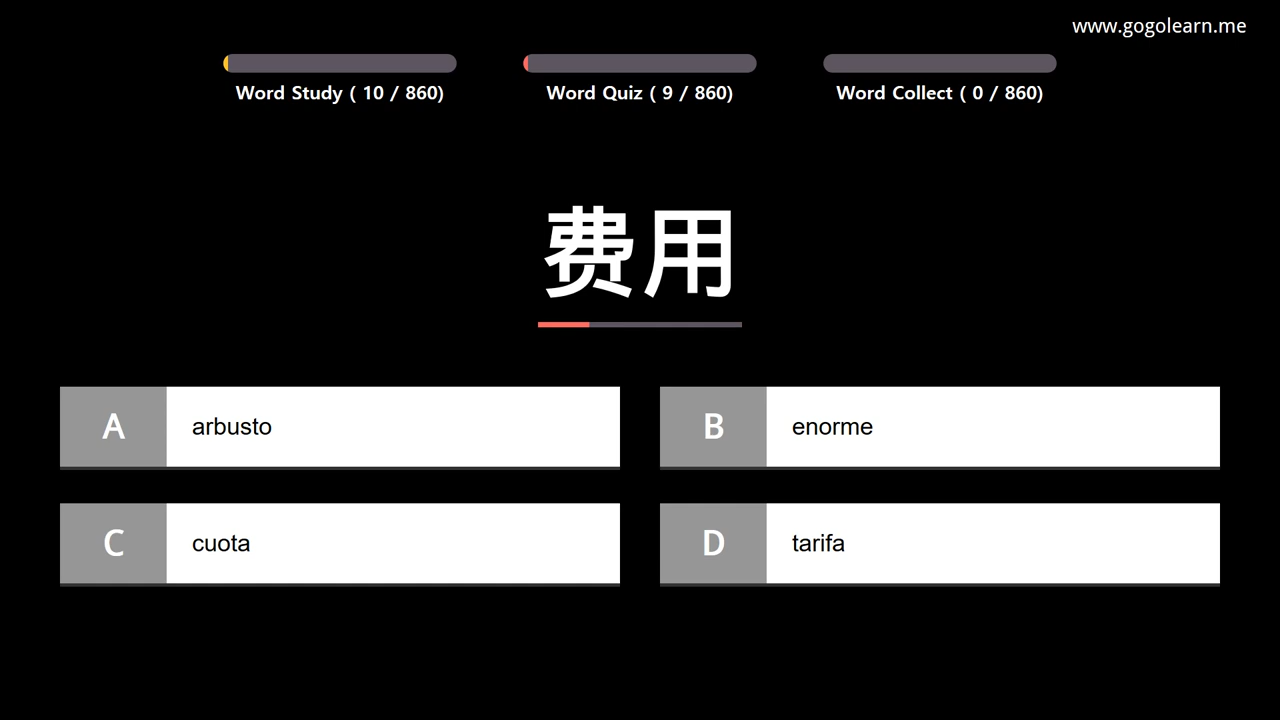 www.gogolearn.me
Word Study ( 10 / 860)
Word Quiz ( 9 / 860)
Word Collect ( 0 / 860)
费用
A arbusto
B enorme
C cuota
D tarifa